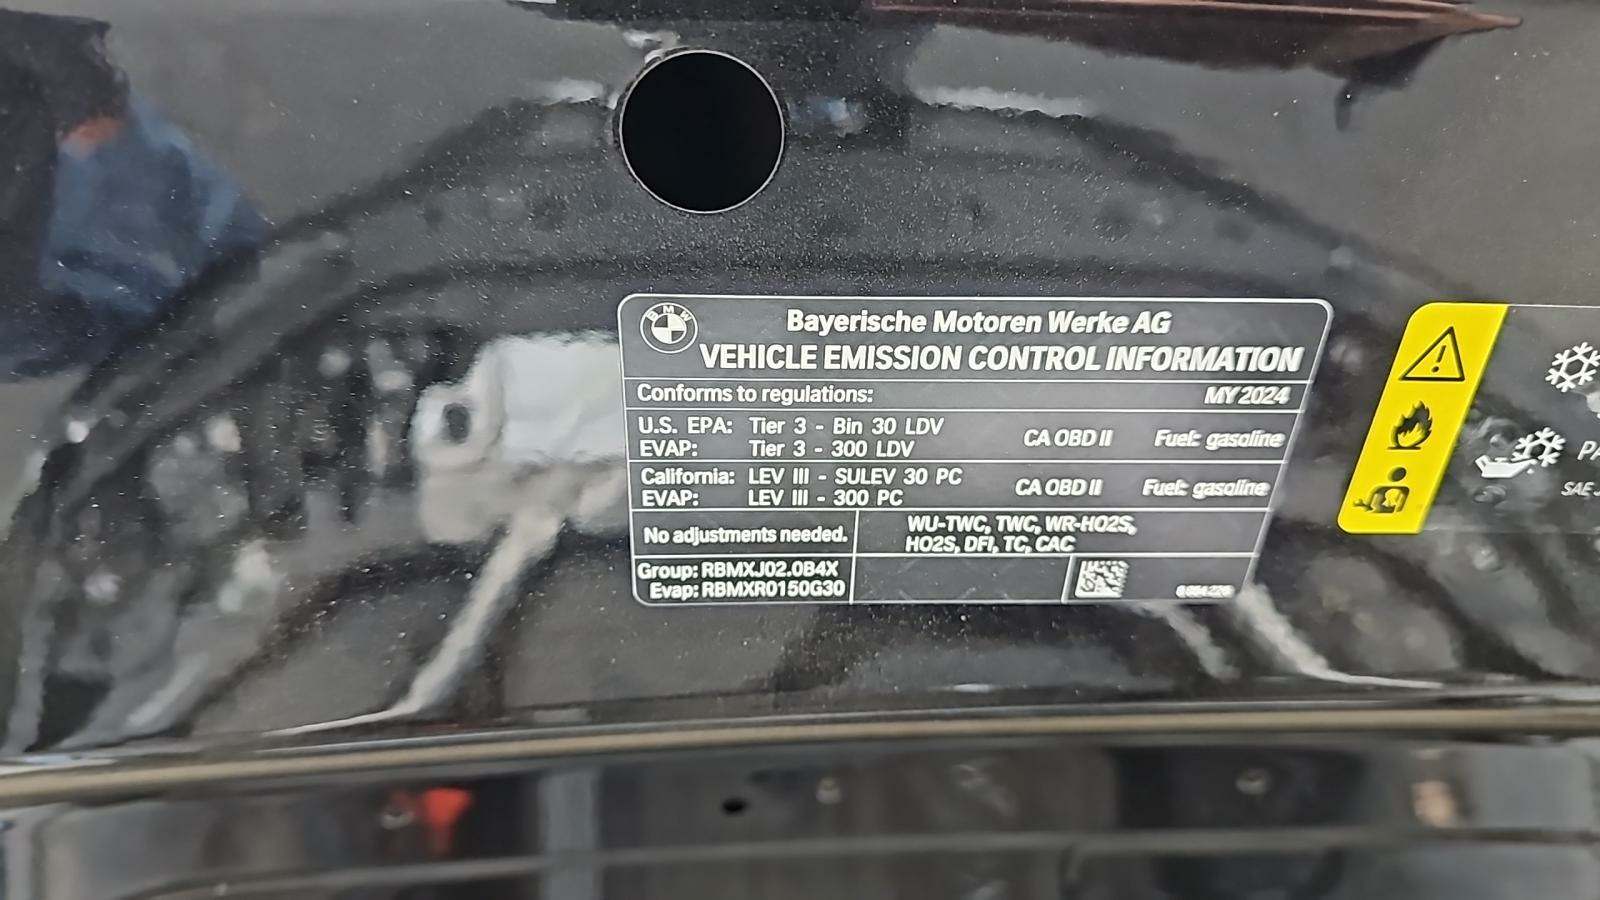 BMW
Bayerische Motoren Werke AG
VEHICLE EMISSION CONTROL INFORMATION
Conforms to regulations: MY 2024
U.S. EPA: Tier 3 - Bin 30 LDV
EVAP: Tier 3 - 300 LDV
CA OBD II Fuel: gasoline
California: LEV III - SULEV 30 PC
EVAP: LEV III - 300 PC
CA OBD II Fuel: gasoline
No adjustments needed.
WU-TWC, TWC, WR-HO2S,
HO2S, DFI, TC, CAC
Group: RBMXJ02.0B4X
Evap: RBMXR0150G30
SAE